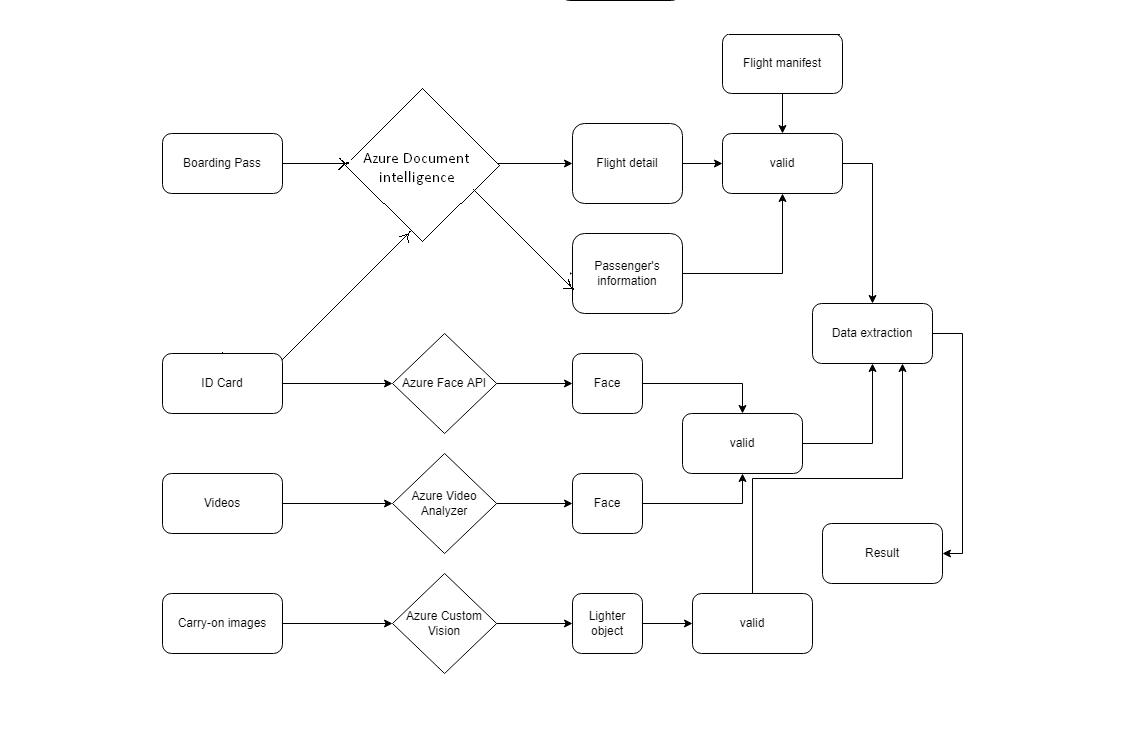 Flight manifest
Boarding Pass
Azure Document
intelligence
Flight detail
valid
Passenger's
information
Data extraction
ID Card
Azure Face API
Face
valid
Videos
Azure Video
Analyzer
Face
Result
Carry-on images
Azure Custom
Vision
Lighter
object
valid